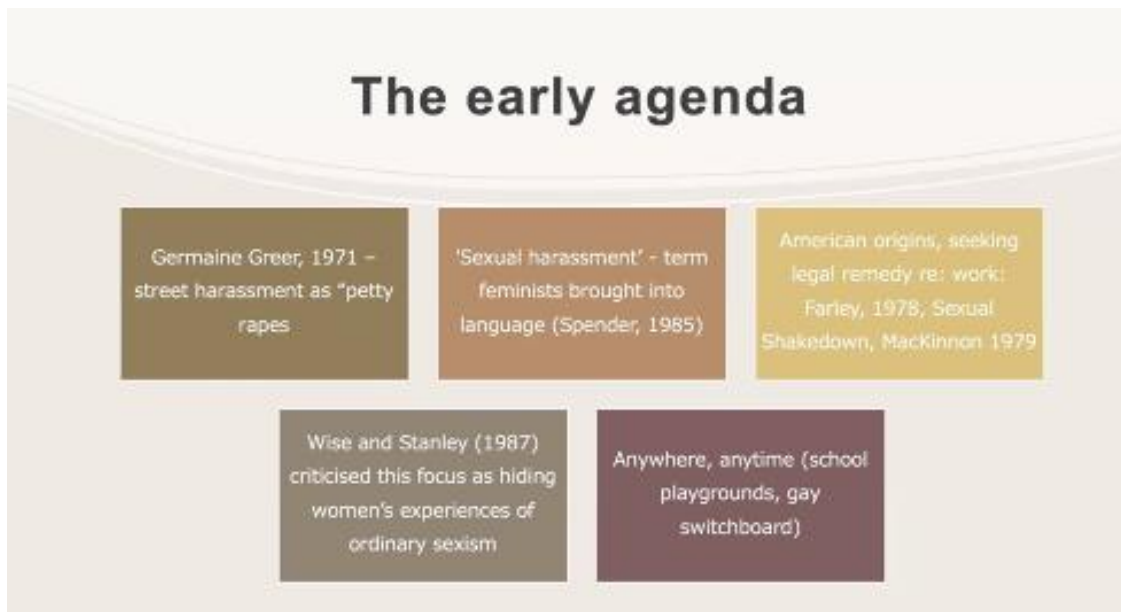 The early agenda
Germaine Greer, 1971 –
street harassment as "petty
rapes
'Sexual harassment' - term
feminists brought into
language (Spender, 1985)
American origins, seeking
legal remedy re: work:
Farley, 1978, Sexual
Shakedown, MacKinnon 1979
Wise and Stanley (1987)
criticised this focus as hiding
women's experiences of
ordinary sexism
Anywhere, anytime (school
playgrounds, gay
switchboard)